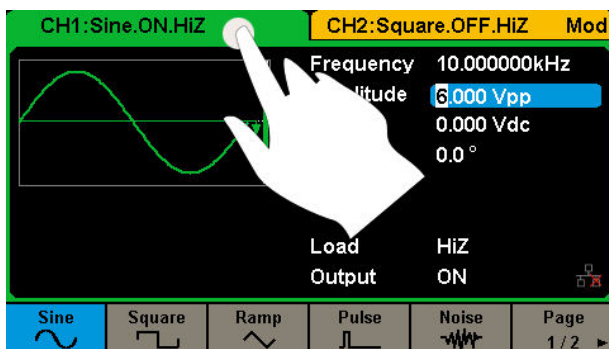 CH1:Sine.ON.HiZ
CH2:Square.OFF.HiZ Mod
Frequency 10.000000kHz
6.000 Vpp
0.000 Vdc
0.0 °
Load HiZ
Output ON
Sine Square Ramp Pulse Noise Page
1/2 ▶